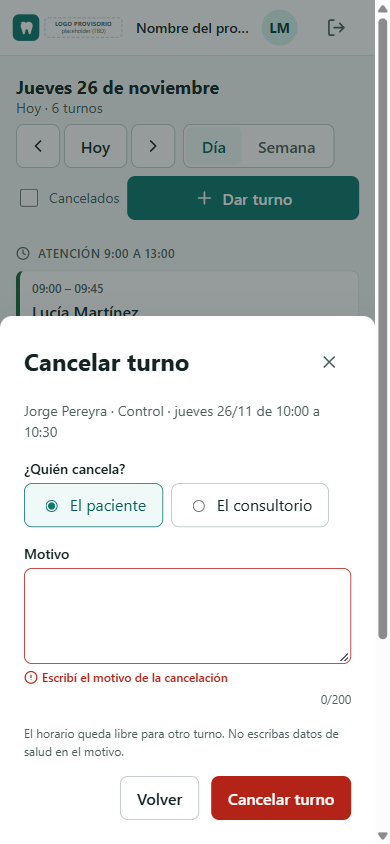 LOGO PROVISORIO
placeholder (TBD)
Nombre del pro...
LM
Jueves 26 de noviembre
Hoy · 6 turnos
Hoy
Día
Semana
Cancelados
Dar turno
ATENCIÓN 9:00 A 13:00
09:00 – 09:45
Lucía Martínez
Cancelar turno
Jorge Pereyra · Control · jueves 26/11 de 10:00 a
10:30
¿Quién cancela?
El paciente
El consultorio
Motivo
Escribí el motivo de la cancelación
0/200
El horario queda libre para otro turno. No escribas datos de
salud en el motivo.
Volver
Cancelar turno